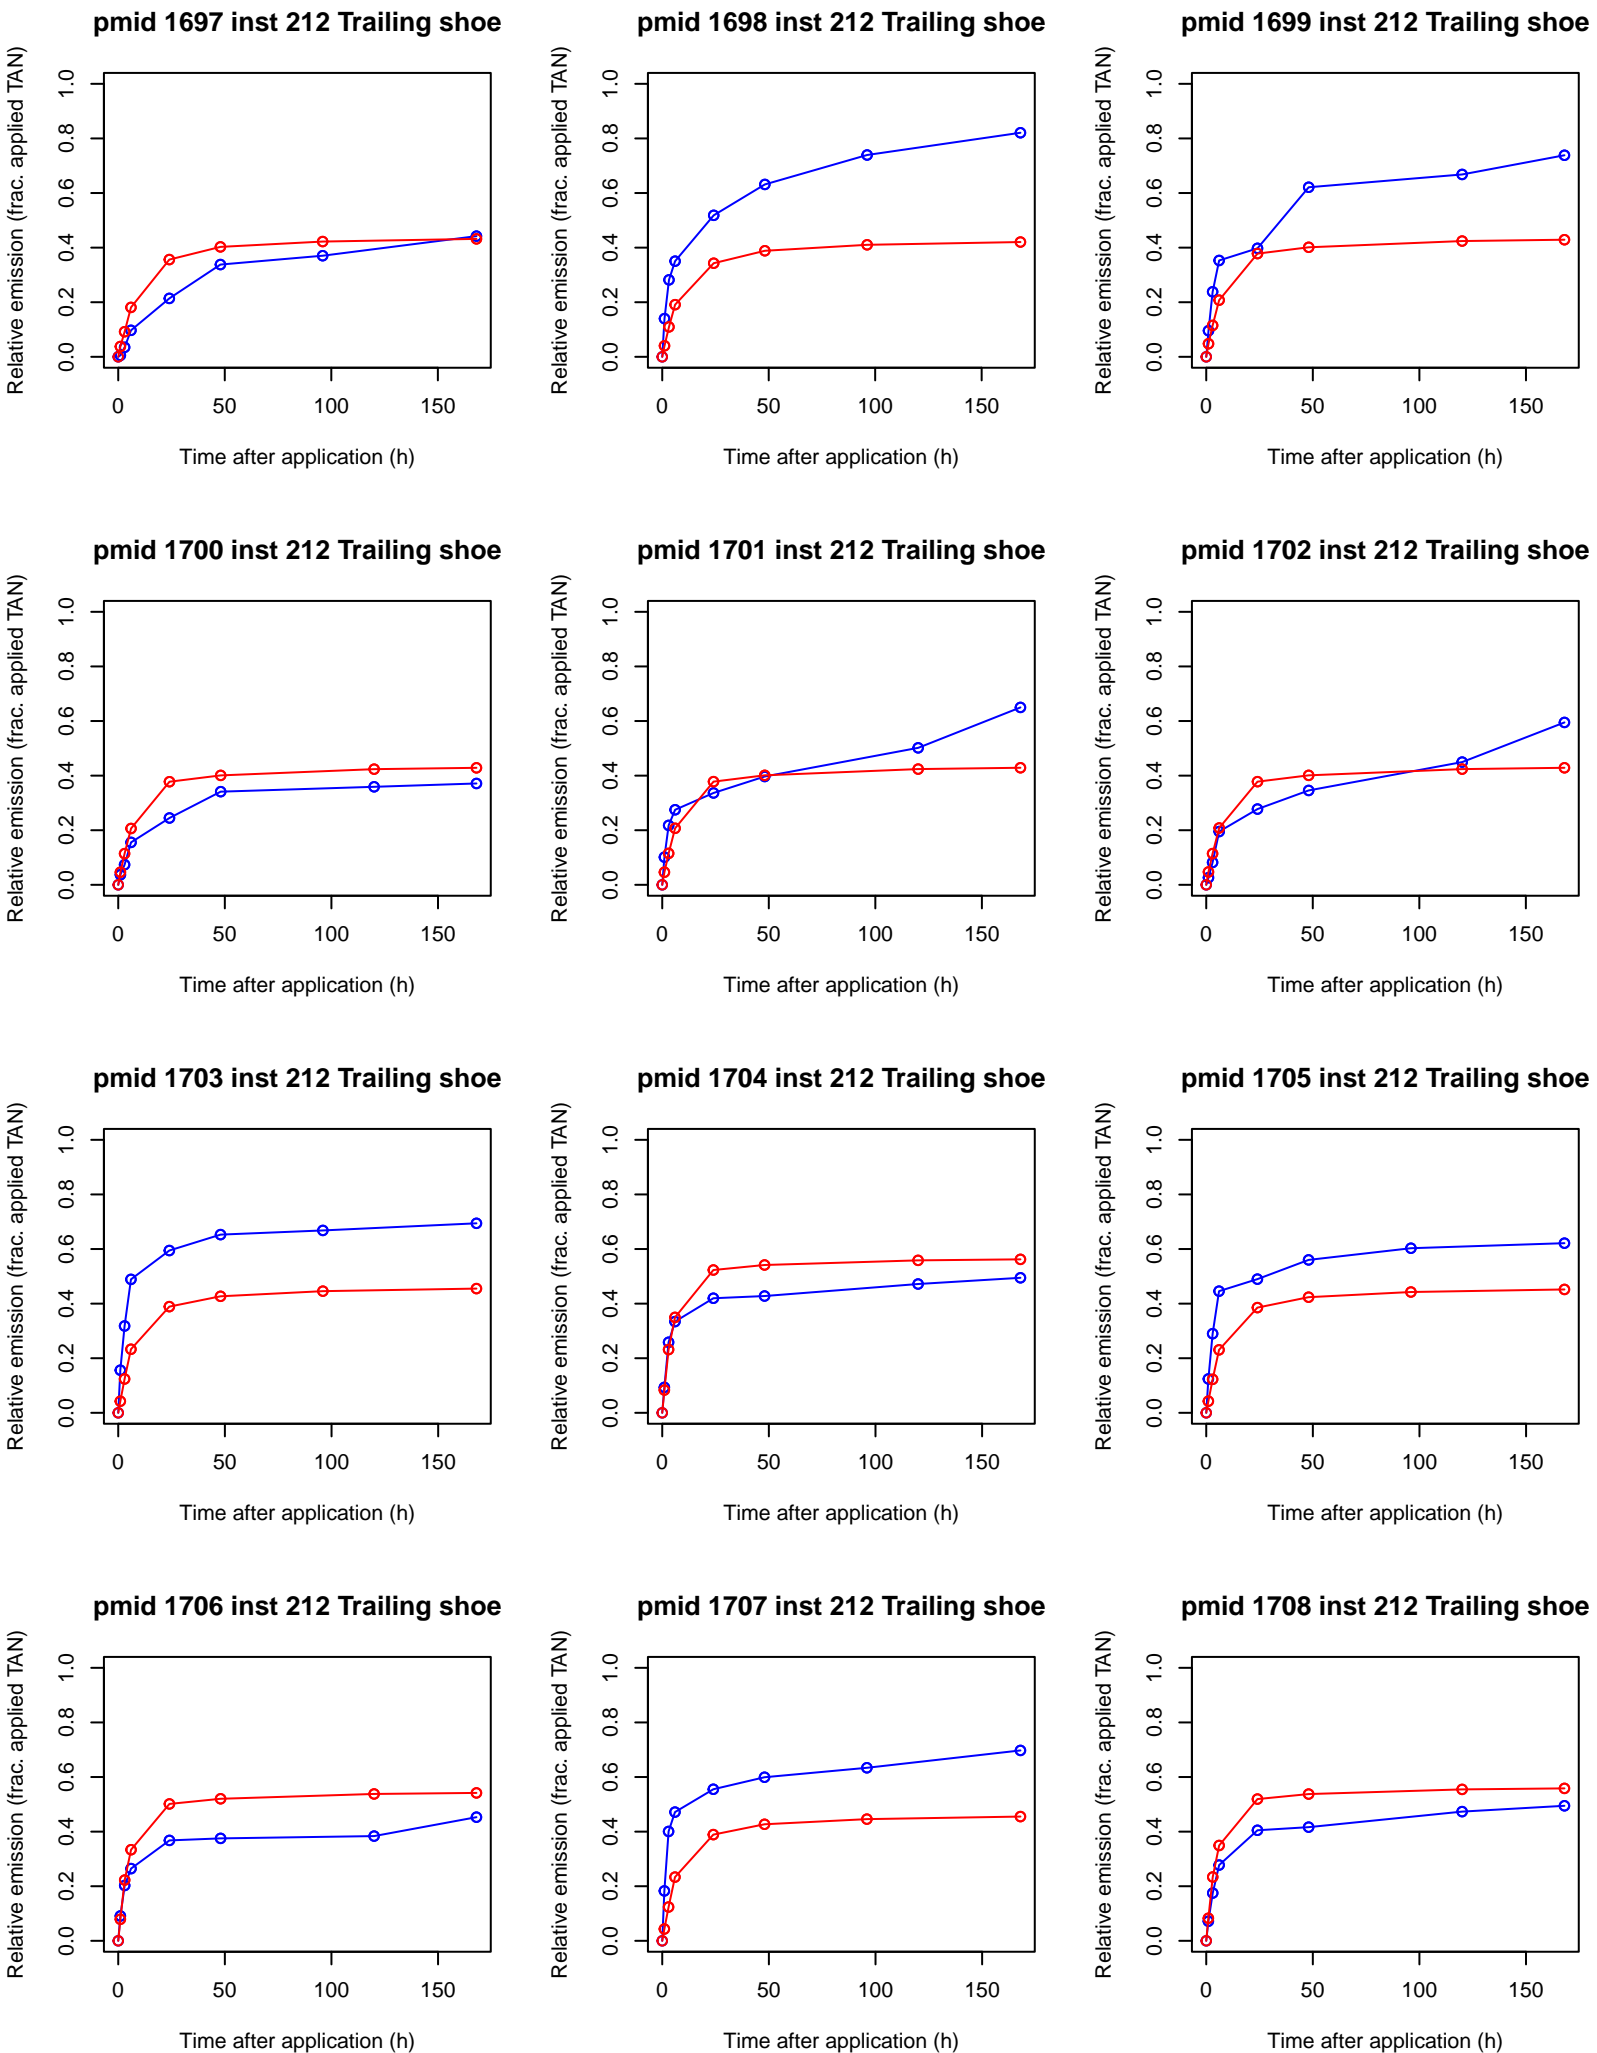 pmid 1697 inst 212 Trailing shoe
Relative emission (frac. applied TAN)
0.0 0.2 0.4 0.6 0.8 1.0
0 50 100 150
Time after application (h)
pmid 1698 inst 212 Trailing shoe
Relative emission (frac. applied TAN)
0.0 0.2 0.4 0.6 0.8 1.0
0 50 100 150
Time after application (h)
pmid 1699 inst 212 Trailing shoe
Relative emission (frac. applied TAN)
0.0 0.2 0.4 0.6 0.8 1.0
0 50 100 150
Time after application (h)
pmid 1700 inst 212 Trailing shoe
Relative emission (frac. applied TAN)
0.0 0.2 0.4 0.6 0.8 1.0
0 50 100 150
Time after application (h)
pmid 1701 inst 212 Trailing shoe
Relative emission (frac. applied TAN)
0.0 0.2 0.4 0.6 0.8 1.0
0 50 100 150
Time after application (h)
pmid 1702 inst 212 Trailing shoe
Relative emission (frac. applied TAN)
0.0 0.2 0.4 0.6 0.8 1.0
0 50 100 150
Time after application (h)
pmid 1703 inst 212 Trailing shoe
Relative emission (frac. applied TAN)
0.0 0.2 0.4 0.6 0.8 1.0
0 50 100 150
Time after application (h)
pmid 1704 inst 212 Trailing shoe
Relative emission (frac. applied TAN)
0.0 0.2 0.4 0.6 0.8 1.0
0 50 100 150
Time after application (h)
pmid 1705 inst 212 Trailing shoe
Relative emission (frac. applied TAN)
0.0 0.2 0.4 0.6 0.8 1.0
0 50 100 150
Time after application (h)
pmid 1706 inst 212 Trailing shoe
Relative emission (frac. applied TAN)
0.0 0.2 0.4 0.6 0.8 1.0
0 50 100 150
Time after application (h)
pmid 1707 inst 212 Trailing shoe
Relative emission (frac. applied TAN)
0.0 0.2 0.4 0.6 0.8 1.0
0 50 100 150
Time after application (h)
pmid 1708 inst 212 Trailing shoe
Relative emission (frac. applied TAN)
0.0 0.2 0.4 0.6 0.8 1.0
0 50 100 150
Time after application (h)